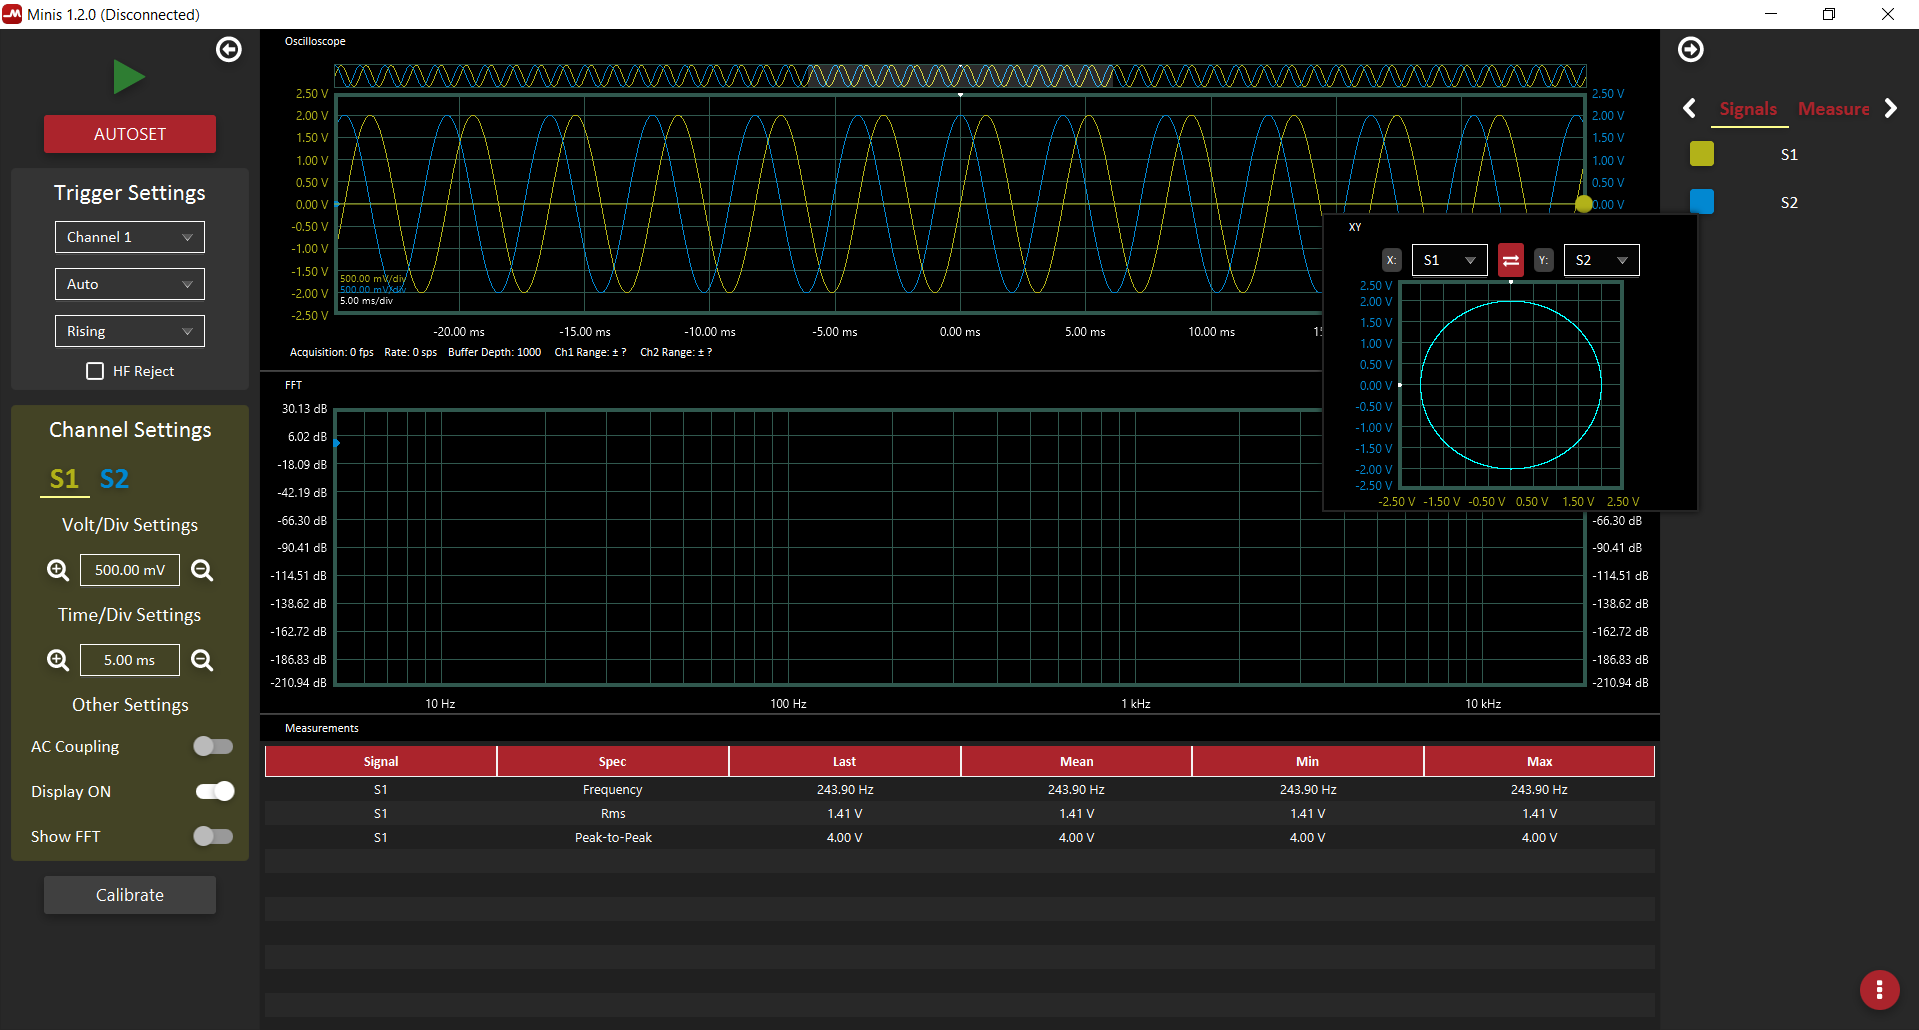 Minis 1.2.0 (Disconnected)
AUTOSET
Trigger Settings
Channel 1
Auto
Rising
HF Reject
Channel Settings
S1 S2
Volt/Div Settings
500.00 mV
Time/Div Settings
5.00 ms
Other Settings
AC Coupling
Display ON
Show FFT
Calibrate
Oscilloscope
2.50 V 2.50 V
2.00 V 2.00 V
1.50 V 1.50 V
1.00 V 1.00 V
0.50 V 0.50 V
0.00 V 0.00 V
-0.50 V
-1.00 V
-1.50 V
-2.00 V
-2.50 V
500.00 mV/div
500.00 mV/div
5.00 ms/div
-20.00 ms -15.00 ms -10.00 ms -5.00 ms 0.00 ms 5.00 ms 10.00 ms
Acquisition: 0 fps Rate: 0 sps Buffer Depth: 1000 Ch1 Range: ± ? Ch2 Range: ± ?
FFT
30.13 dB
6.02 dB
-18.09 dB
-42.19 dB
-66.30 dB -66.30 dB
-90.41 dB -90.41 dB
-114.51 dB -114.51 dB
-138.62 dB -138.62 dB
-162.72 dB -162.72 dB
-186.83 dB -186.83 dB
-210.94 dB -210.94 dB
10 Hz 100 Hz 1 kHz 10 kHz
XY
X: S1 Y: S2
2.50 V
2.00 V
1.50 V
1.00 V
0.50 V
0.00 V
-0.50 V
-1.00 V
-1.50 V
-2.00 V
-2.50 V
-2.50 V -1.50 V -0.50 V 0.50 V 1.50 V 2.50 V
Measurements
Signal Spec Last Mean Min Max
S1 Frequency 243.90 Hz 243.90 Hz 243.90 Hz 243.90 Hz
S1 Rms 1.41 V 1.41 V 1.41 V 1.41 V
S1 Peak-to-Peak 4.00 V 4.00 V 4.00 V 4.00 V
Signals Measure
S1
S2